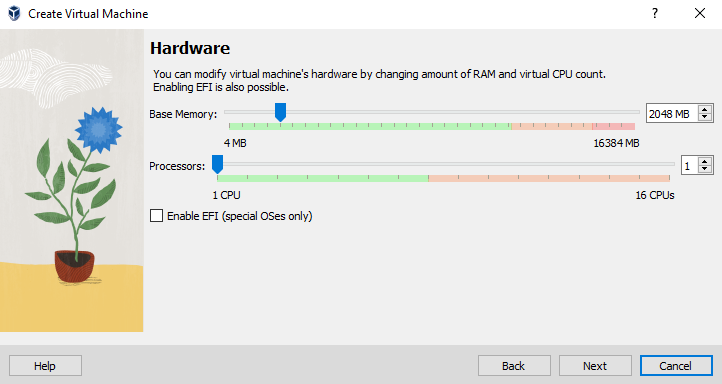 Create Virtual Machine
Hardware
You can modify virtual machine's hardware by changing amount of RAM and virtual CPU count.
Enabling EFI is also possible.
Base Memory:
2048 MB
4 MB
16384 MB
Processors:
1
1 CPU
16 CPUs
Enable EFI (special OSes only)
Help
Back
Next
Cancel